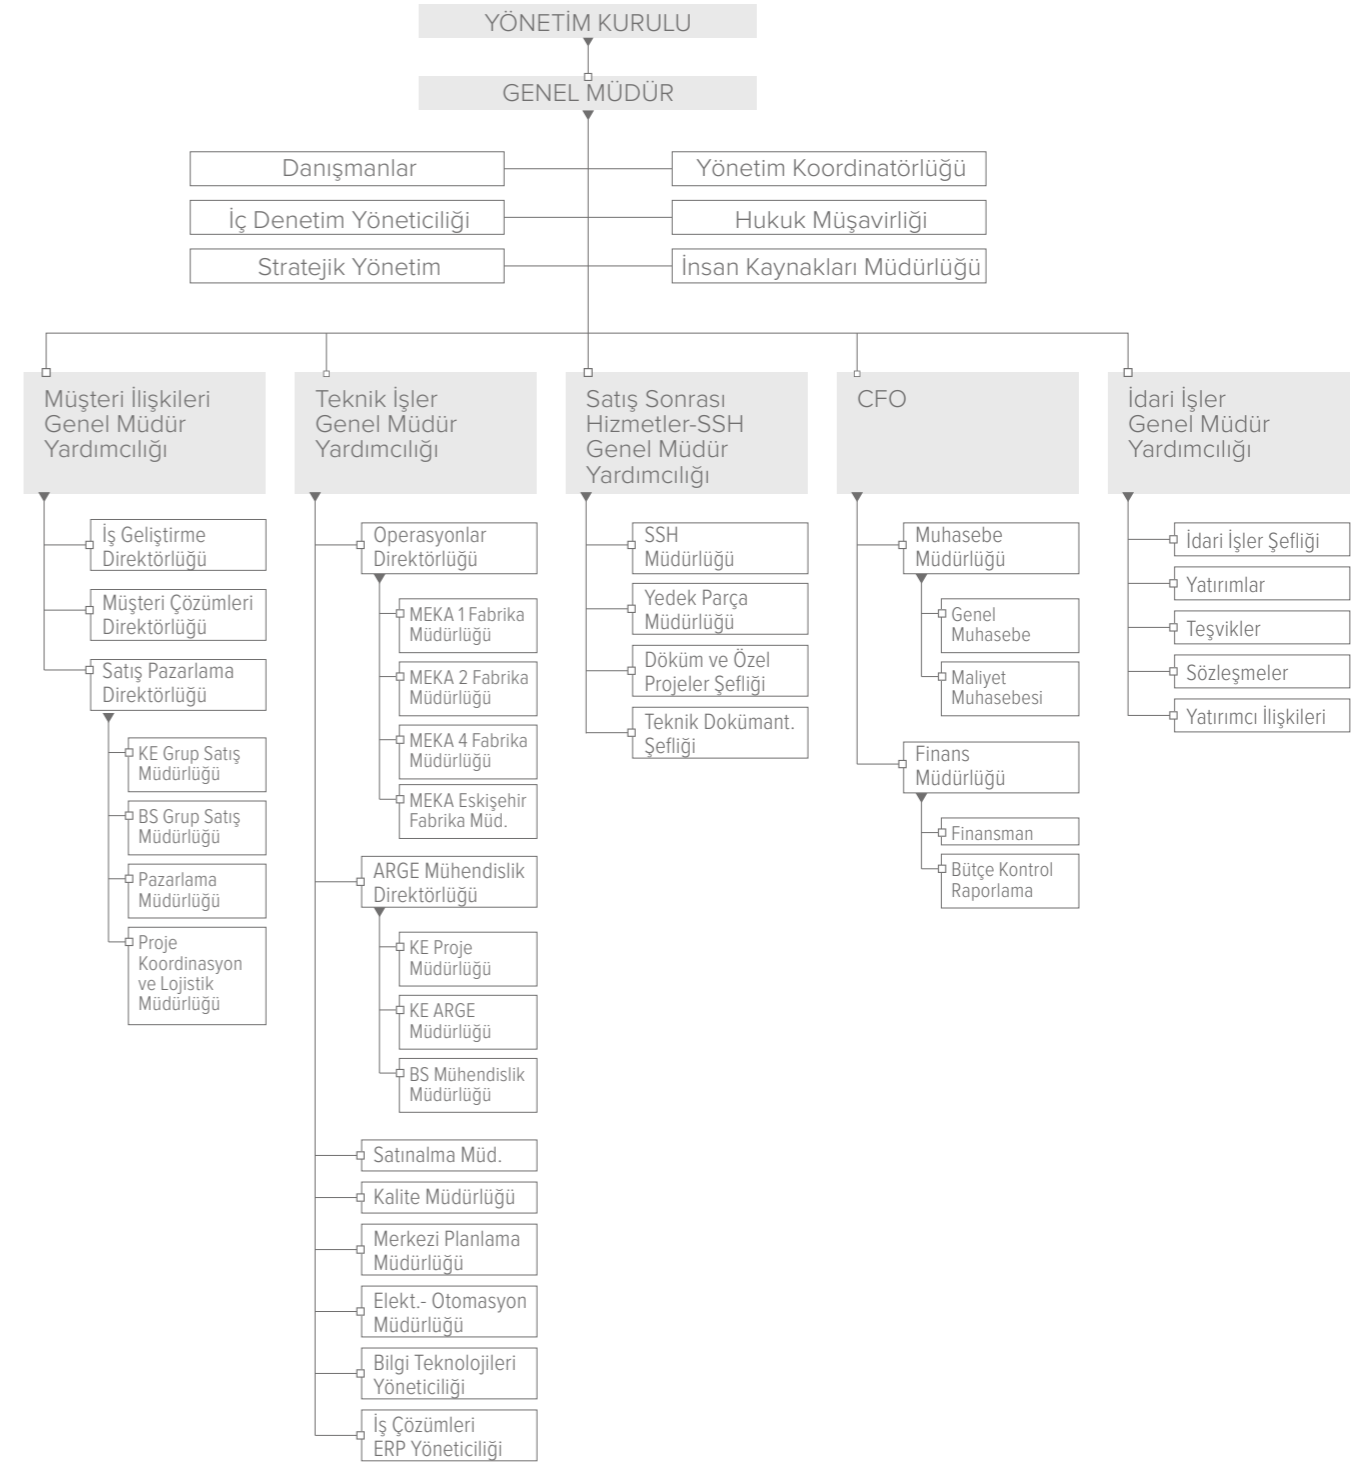 YÖNETİM KURULU
GENEL MÜDÜR
Danışmanlar
Yönetim Koordinatörlüğü
İç Denetim Yöneticiliği
Hukuk Müşavirliği
Stratejik Yönetim
İnsan Kaynakları Müdürlüğü
Müşteri İlişkileri
Genel Müdür
Yardımcılığı
İş Geliştirme
Direktörlüğü
Müşteri Çözümleri
Direktörlüğü
Satış Pazarlama
Direktörlüğü
KE Grup Satış
Müdürlüğü
BS Grup Satış
Müdürlüğü
Pazarlama
Müdürlüğü
Proje
Koordinasyon
ve Lojistik
Müdürlüğü
Teknik İşler
Genel Müdür
Yardımcılığı
Operasyonlar
Direktörlüğü
MEKA 1 Fabrika
Müdürlüğü
MEKA 2 Fabrika
Müdürlüğü
MEKA 4 Fabrika
Müdürlüğü
MEKA Eskişehir
Fabrika Müd.
ARGE Mühendislik
Direktörlüğü
KE Proje
Müdürlüğü
KE ARGE
Müdürlüğü
BS Mühendislik
Müdürlüğü
Satınalma Müd.
Kalite Müdürlüğü
Merkezi Planlama
Müdürlüğü
Elekt.- Otomasyon
Müdürlüğü
Bilgi Teknolojileri
Yöneticiliği
İş Çözümleri
ERP Yöneticiliği
Satış Sonrası
Hizmetler-SSH
Genel Müdür
Yardımcılığı
SSH
Müdürlüğü
Yedek Parça
Müdürlüğü
Döküm ve Özel
Projeler Şefliği
Teknik Dokümant.
Şefliği
CFO
Muhasebe
Müdürlüğü
Genel
Muhasebe
Maliyet
Muhasebesi
Finans
Müdürlüğü
Finansman
Bütçe Kontrol
Raporlama
İdari İşler
Genel Müdür
Yardımcılığı
İdari İşler Şefliği
Yatırımlar
Teşvikler
Sözleşmeler
Yatırımcı İlişkileri